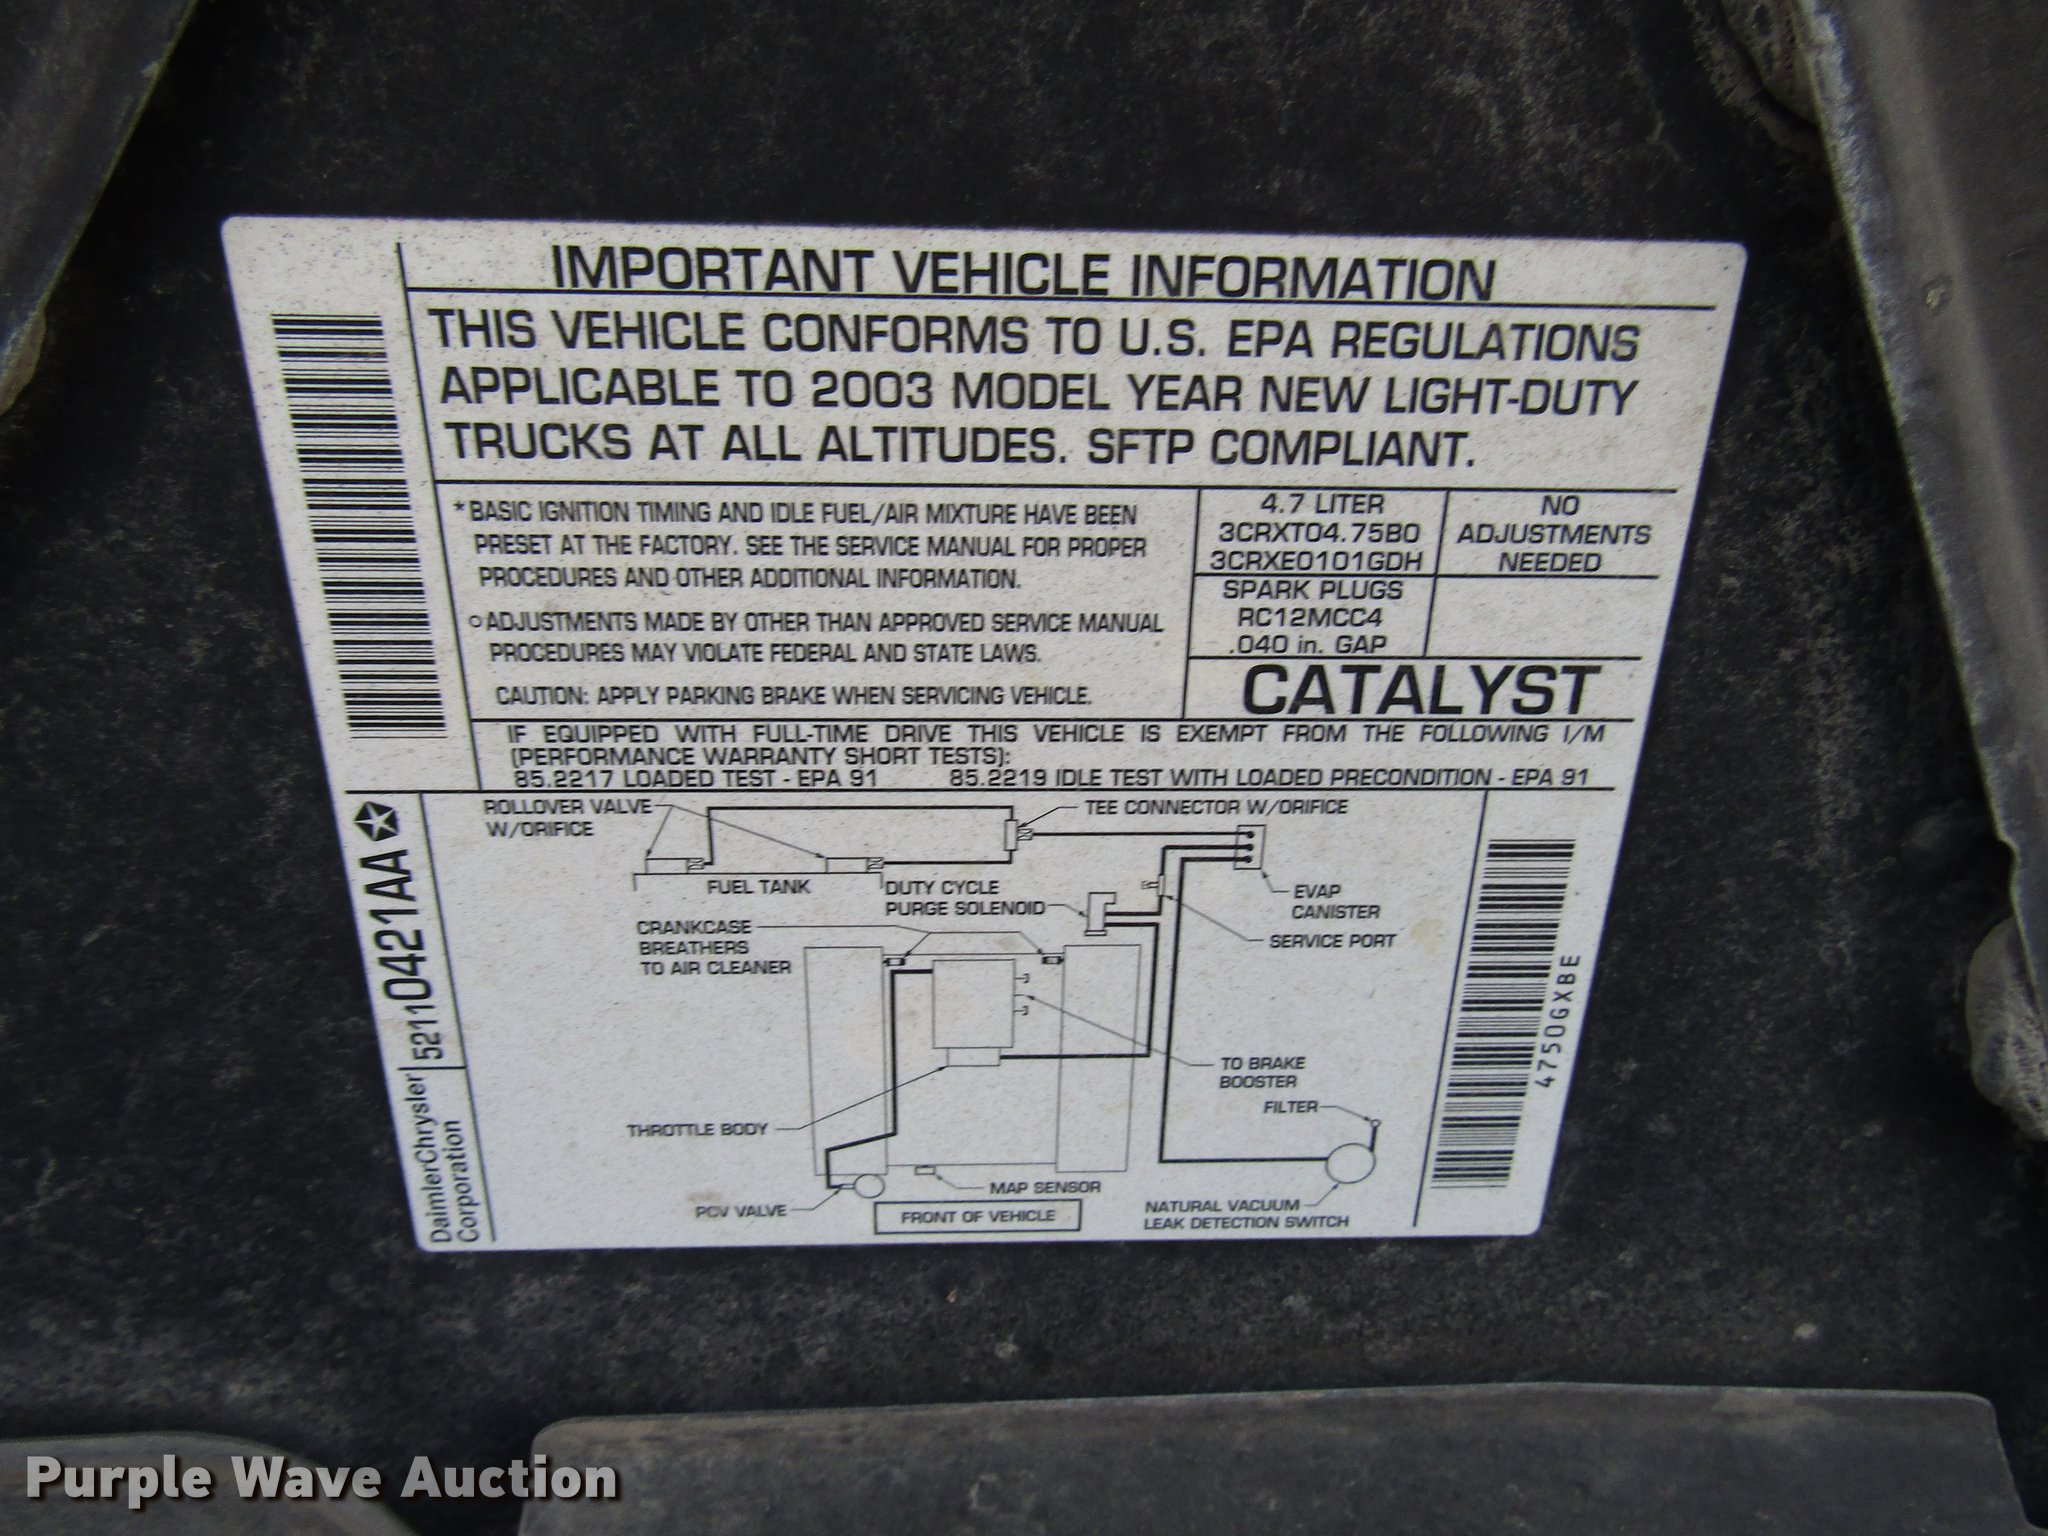 IMPORTANT VEHICLE INFORMATION
THIS VEHICLE CONFORMS TO U.S. EPA REGULATIONS
APPLICABLE TO 2003 MODEL YEAR NEW LIGHT-DUTY
TRUCKS AT ALL ALTITUDES. SFTP COMPLIANT.
*BASIC IGNITION TIMING AND IDLE FUEL/AIR MIXTURE HAVE BEEN
PRESET AT THE FACTORY. SEE THE SERVICE MANUAL FOR PROPER
PROCEDURES AND OTHER ADDITIONAL INFORMATION.
○ADJUSTMENTS MADE BY OTHER THAN APPROVED SERVICE MANUAL
PROCEDURES MAY VIOLATE FEDERAL AND STATE LAWS.
CAUTION: APPLY PARKING BRAKE WHEN SERVICING VEHICLE.
4.7 LITER
3CRXT04.75B0
3CRXE0101GDH
NO
ADJUSTMENTS
NEEDED
SPARK PLUGS
RC12MCC4
.040 in. GAP
CATALYST
IF EQUIPPED WITH FULL-TIME DRIVE THIS VEHICLE IS EXEMPT FROM THE FOLLOWING I/M
(PERFORMANCE WARRANTY SHORT TESTS):
85.2217 LOADED TEST - EPA 91 85.2219 IDLE TEST WITH LOADED PRECONDITION - EPA 91
ROLLOVER VALVE
W/ORIFICE
TEE CONNECTOR W/ORIFICE
FUEL TANK
DUTY CYCLE
PURGE SOLENOID
EVAP
CANISTER
CRANKCASE
BREATHERS
TO AIR CLEANER
SERVICE PORT
TO BRAKE
BOOSTER
FILTER
THROTTLE BODY
MAP SENSOR
PCV VALVE
FRONT OF VEHICLE
NATURAL VACUUM
LEAK DETECTION SWITCH
DaimlerChrysler
Corporation
52110421AA
4750GXBE
Purple Wave Auction